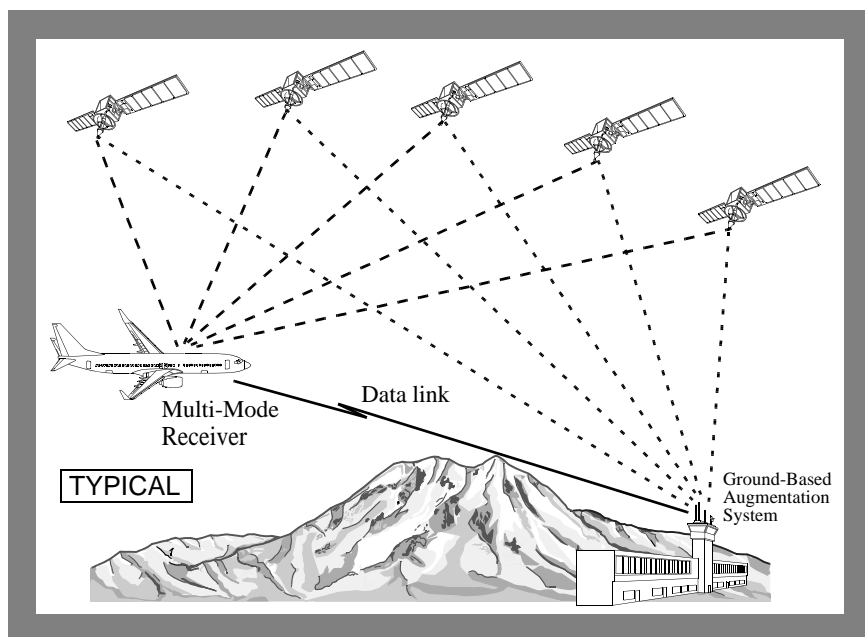 Data link
Multi-Mode
Receiver
TYPICAL
Ground-Based
Augmentation
System